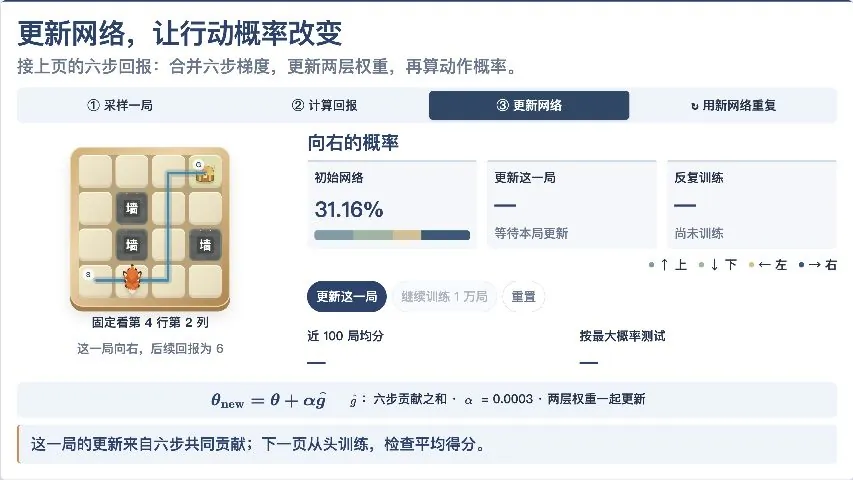 更新网络，让行动概率改变
接上页的六步回报：合并六步梯度，更新两层权重，再算动作概率。
① 采样一局
② 计算回报
③ 更新网络
↻ 用新网络重复
向右的概率
G
墙
墙
墙
S
固定看第 4 行第 2 列
这一局向右，后续回报为 6
初始网络
31.16%
更新这一局
—
等待本局更新
反复训练
—
尚未训练
↑ 上 ↓ 下 ← 左 → 右
更新这一局
继续训练 1 万局
重置
近 100 局均分
—
按最大概率测试
—
θnew = θ + αĝ ĝ：六步贡献之和 · α = 0.0003 · 两层权重一起更新
这一局的更新来自六步共同贡献；下一页从头训练，检查平均得分。